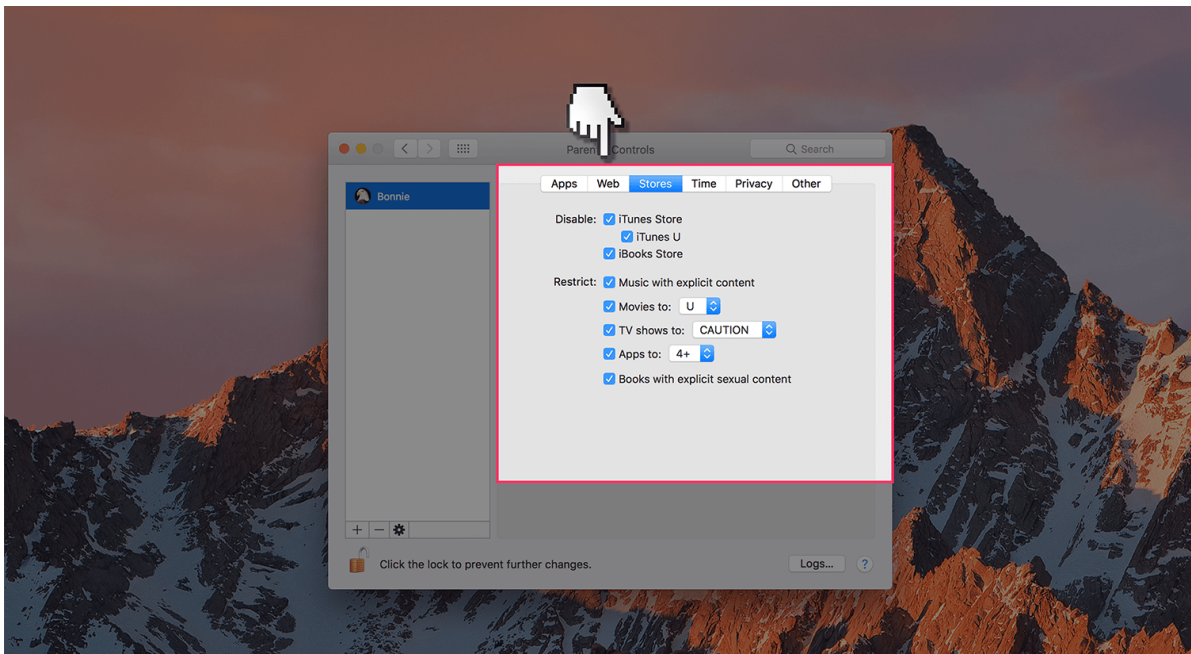 Parental Controls
Search
Bonnie
Apps Web Stores Time Privacy Other
Disable: iTunes Store
iTunes U
iBooks Store
Restrict: Music with explicit content
Movies to: U
TV shows to: CAUTION
Apps to: 4+
Books with explicit sexual content
Click the lock to prevent further changes.
Logs... ?